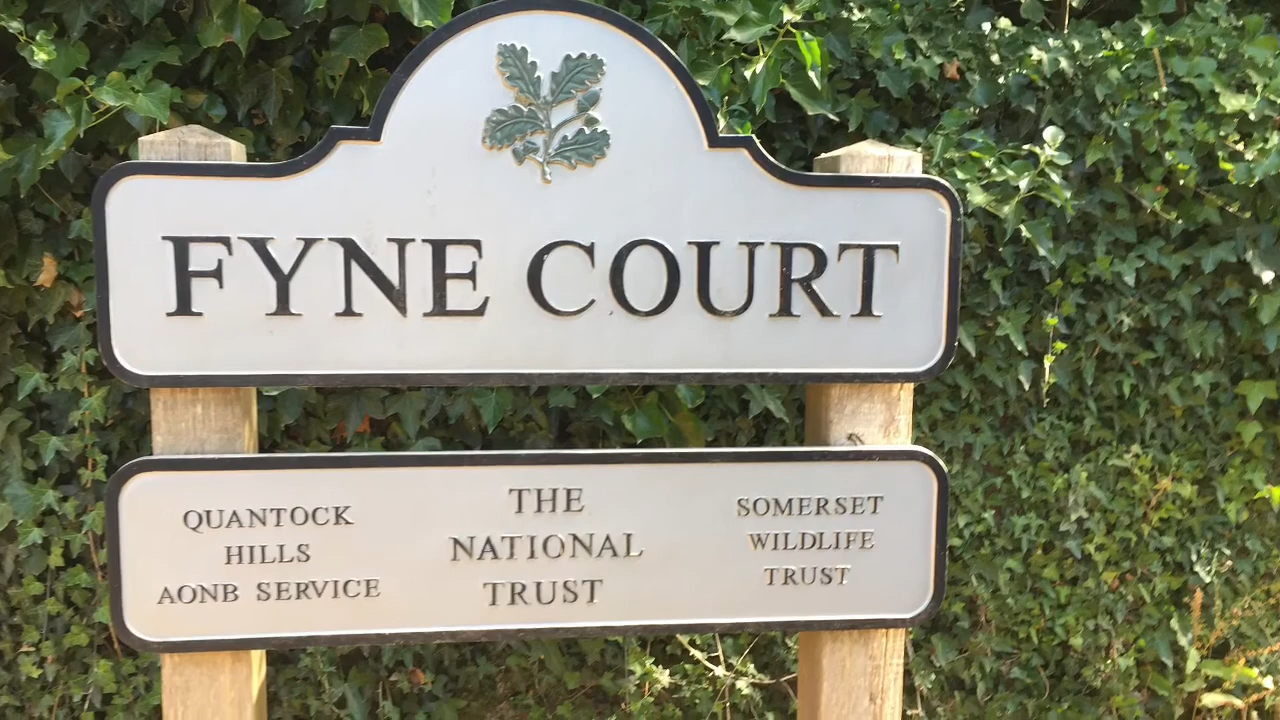 FYNE COURT
QUANTOCK
HILLS
AONB SERVICE
THE
NATIONAL
TRUST
SOMERSET
WILDLIFE
TRUST